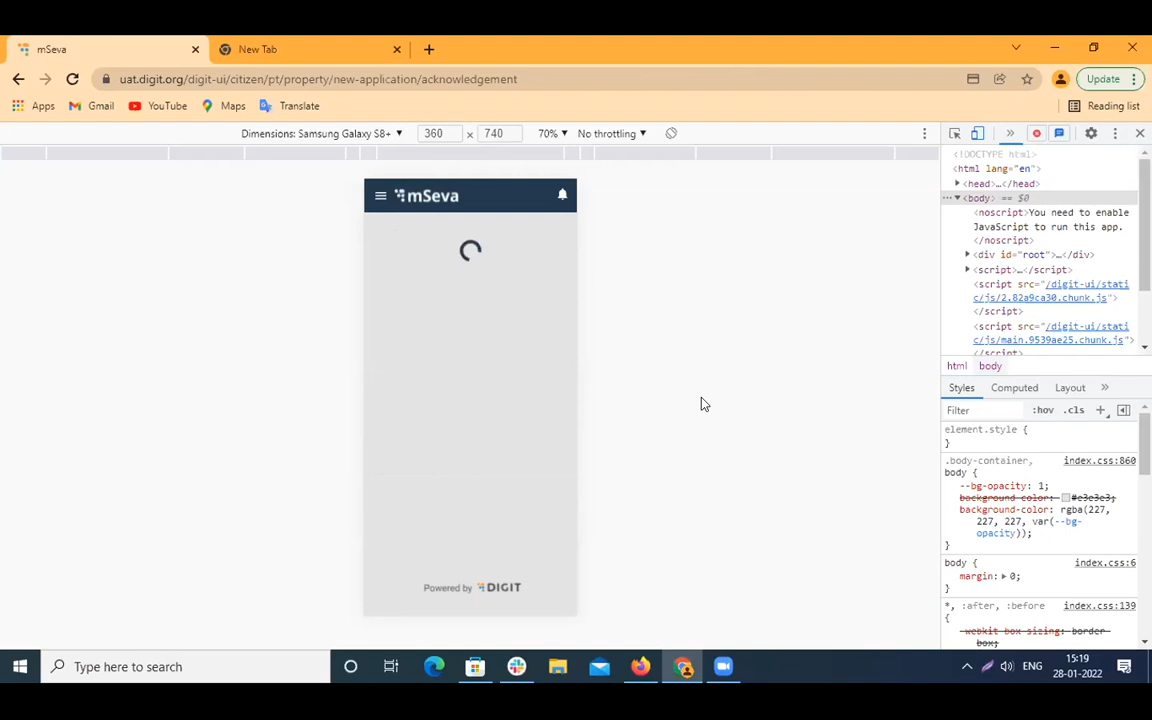 mSeva
New Tab
uat.digit.org/digit-ui/citizen/pt/property/new-application/acknowledgement
Update
Apps
Gmail
YouTube
Maps
Translate
Reading list
Dimensions: Samsung Galaxy S8+
360 x 740
70%
No throttling
mSeva
Powered by DIGIT
<!DOCTYPE html>
<html lang="en">
<head>…</head>
<body> == $0
<noscript>You need to enable
JavaScript to run this app.
</noscript>
<div id="root">…</div>
<script>…</script>
<script src="/digit-ui/stati
c/js/2.82a9ca30.chunk.js">
</script>
<script src="/digit-ui/stati
c/js/main.9539ae25.chunk.js">
</script>
html
body
Styles
Computed
Layout
Filter
:hov
.cls
element.style {
}
.body-container,
index.css:860
body {
--bg-opacity: 1;
background-color: #e3e3e3;
background-color: rgba(227,
227, 227, var(--bg-
opacity));
}
body {
index.css:6
margin: 0;
}
*, :after, :before
index.css:139
{
-webkit-box-sizing: border-
box;
Type here to search
ENG
15:19
28-01-2022